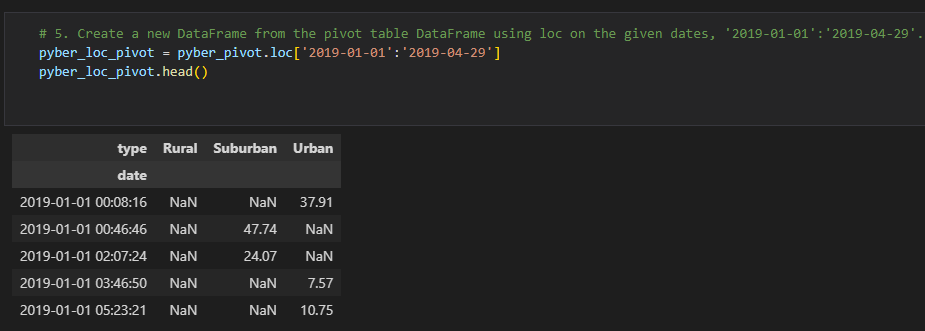 # 5. Create a new DataFrame from the pivot table DataFrame using loc on the given dates, '2019-01-01':'2019-04-29'.
pyber_loc_pivot = pyber_pivot.loc['2019-01-01':'2019-04-29']
pyber_loc_pivot.head()
type Rural Suburban Urban
date
2019-01-01 00:08:16 NaN NaN 37.91
2019-01-01 00:46:46 NaN 47.74 NaN
2019-01-01 02:07:24 NaN 24.07 NaN
2019-01-01 03:46:50 NaN NaN 7.57
2019-01-01 05:23:21 NaN NaN 10.75